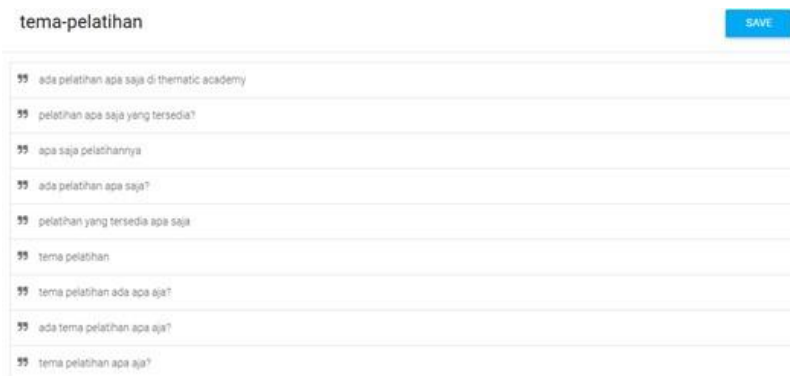 tema-pelatihan
SAVE
ada pelatihan apa saja di thematic academy
pelatihan apa saja yang tersedia?
apa saja pelatihannya
ada pelatihan apa saja?
pelatihan yang tersedia apa saja
tema pelatihan
tema pelatihan ada apa aja?
ada tema pelatihan apa aja?
tema pelatihan apa aja?